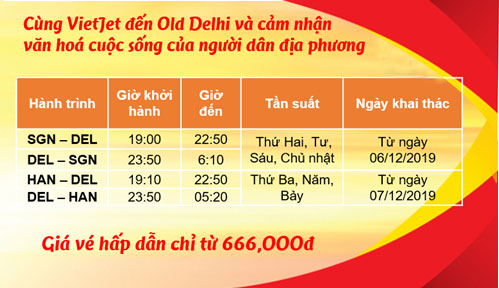 Cùng VietJet đến Old Delhi và cảm nhận
văn hoá cuộc sống của người dân địa phương
Hành trình Giờ khởi hành Giờ đến Tần suất Ngày khai thác
SGN – DEL 19:00 22:50 Thứ Hai, Tư, Sáu, Chủ nhật Từ ngày 06/12/2019
DEL – SGN 23:50 6:10
HAN – DEL 19:10 22:50 Thứ Ba, Năm, Bảy Từ ngày 07/12/2019
DEL – HAN 23:50 05:20
Giá vé hấp dẫn chỉ từ 666,000đ